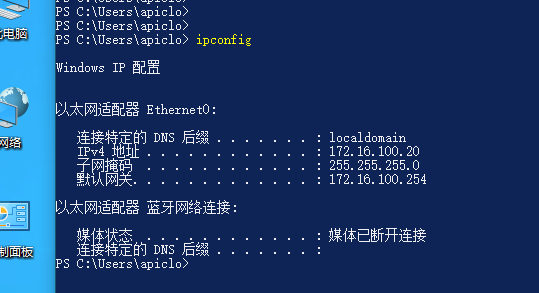 PS C:\Users\apiclo>
PS C:\Users\apiclo>
PS C:\Users\apiclo>
PS C:\Users\apiclo> ipconfig
Windows IP 配置
以太网适配器 Ethernet0:
连接特定的 DNS 后缀 . . . . . . . : localdomain
IPv4 地址 . . . . . . . . . . . . : 172.16.100.20
子网掩码 . . . . . . . . . . . . : 255.255.255.0
默认网关. . . . . . . . . . . . . : 172.16.100.254
以太网适配器 蓝牙网络连接:
媒体状态 . . . . . . . . . . . . : 媒体已断开连接
连接特定的 DNS 后缀 . . . . . . . :
PS C:\Users\apiclo>
电脑
网络
制面板